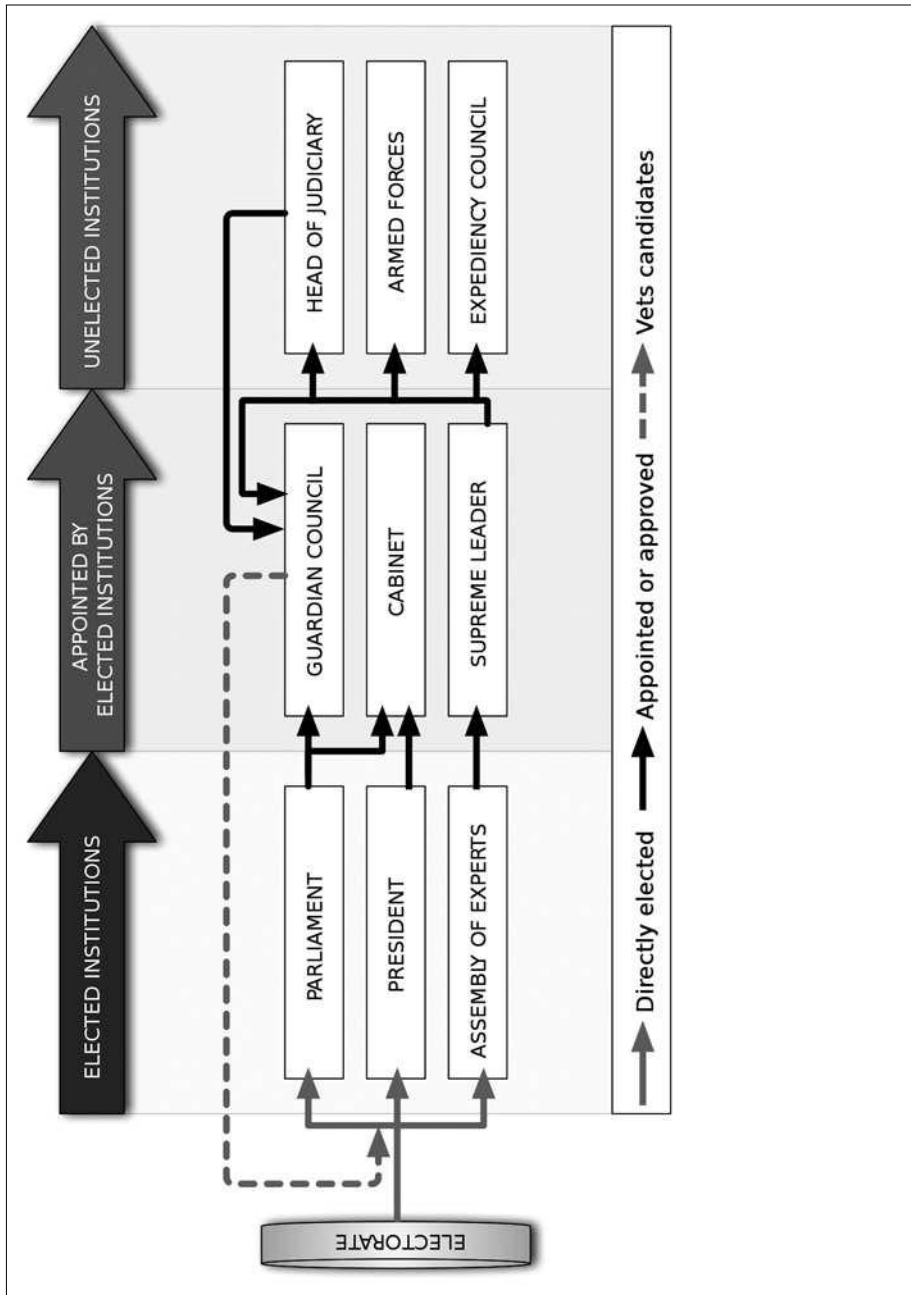 ELECTED INSTITUTIONS
APPOINTED BY
ELECTED INSTITUTIONS
UNELECTED INSTITUTIONS
ELECTORATE
PARLIAMENT
PRESIDENT
ASSEMBLY OF EXPERTS
GUARDIAN COUNCIL
CABINET
SUPREME LEADER
HEAD OF JUDICIARY
ARMED FORCES
EXPEDIENCY COUNCIL
Directly elected
Appointed or approved
Vets candidates